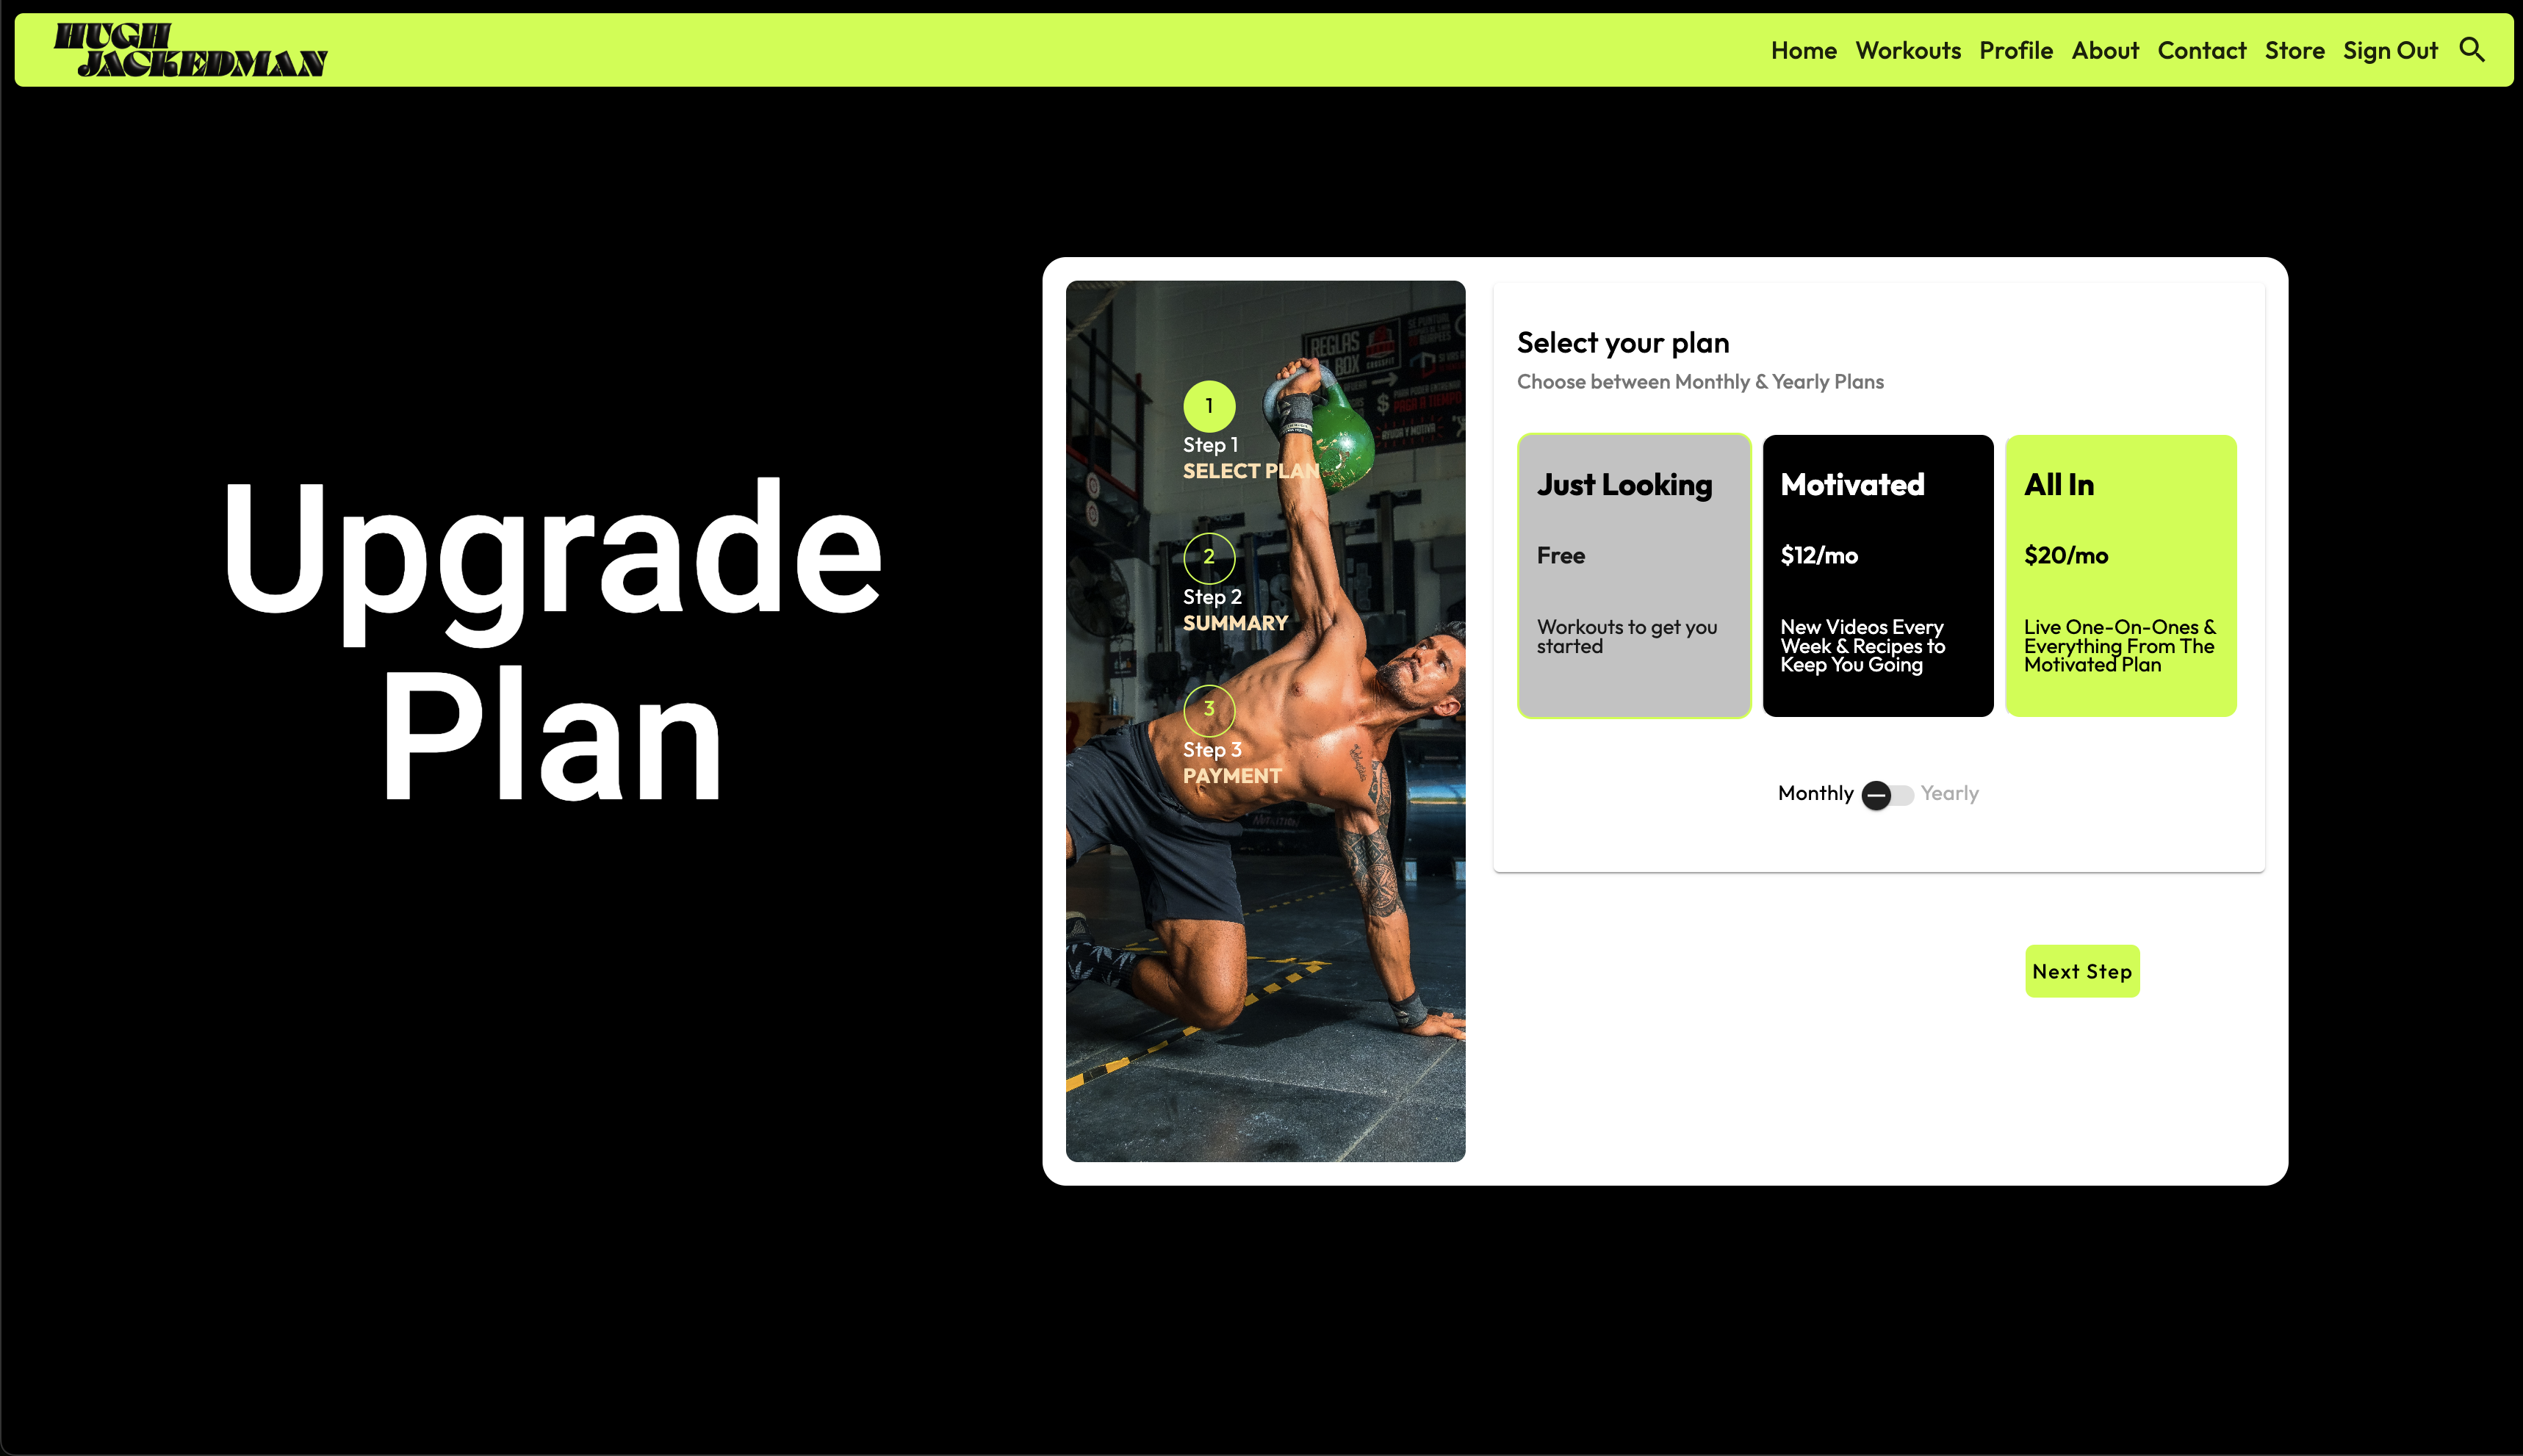 HUGH
JACKEDMAN
Home Workouts Profile About Contact Store Sign Out
Upgrade
Plan
REGLAS
BOX
1
Step 1
SELECT PLAN
2
Step 2
SUMMARY
3
Step 3
PAYMENT
Select your plan
Choose between Monthly & Yearly Plans
Just Looking
Free
Workouts to get you
started
Motivated
$12/mo
New Videos Every
Week & Recipes to
Keep You Going
All In
$20/mo
Live One-On-Ones &
Everything From The
Motivated Plan
Monthly Yearly
Next Step